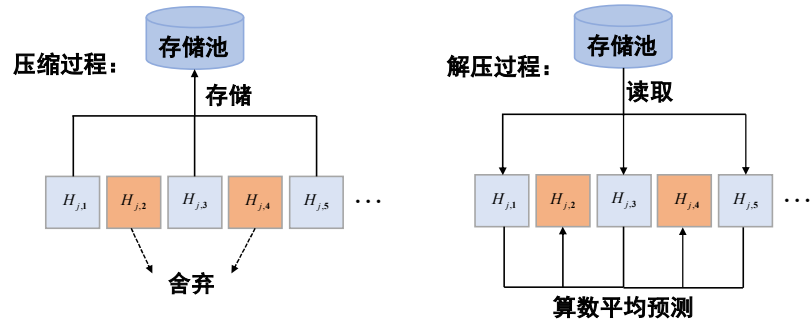 压缩过程：
存储池
存储
H_{j,1} H_{j,2} H_{j,3} H_{j,4} H_{j,5} ···
舍弃
解压过程：
存储池
读取
H_{j,1} H_{j,2} H_{j,3} H_{j,4} H_{j,5} ···
算数平均预测